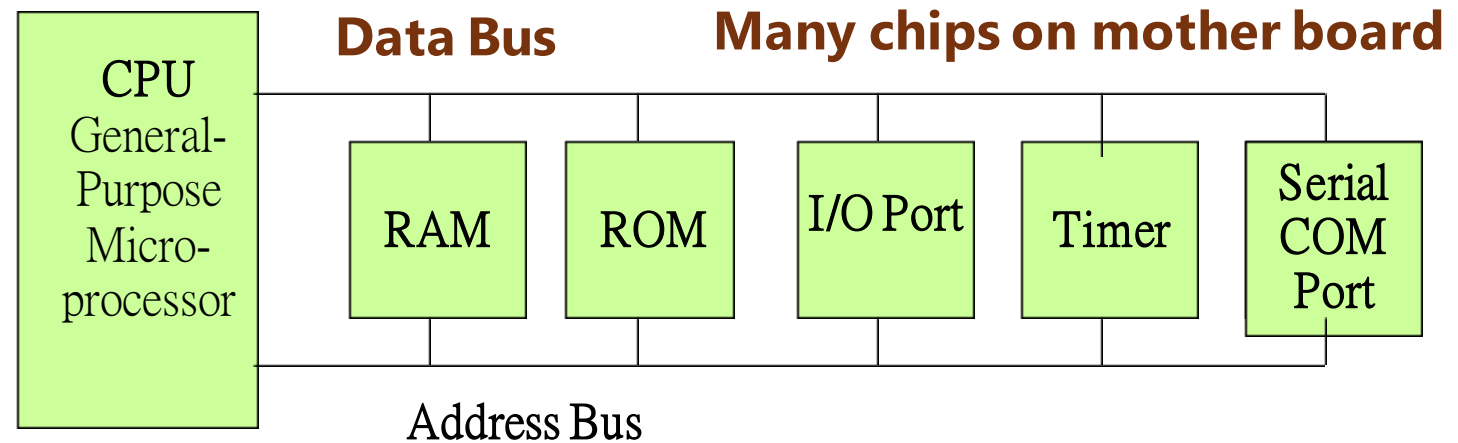 Data Bus
Many chips on mother board
CPU
General-
Purpose
Micro-
processor
RAM
ROM
I/O Port
Timer
Serial
COM
Port
Address Bus